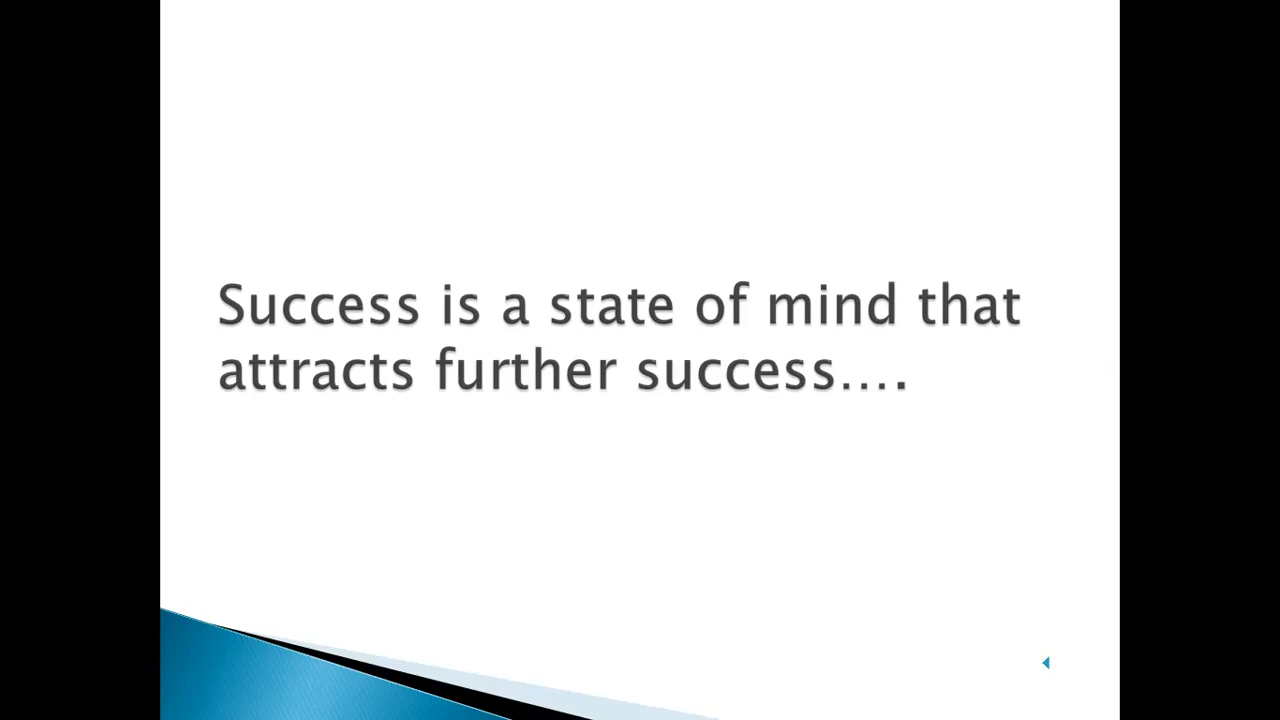 Success is a state of mind that
attracts further success….